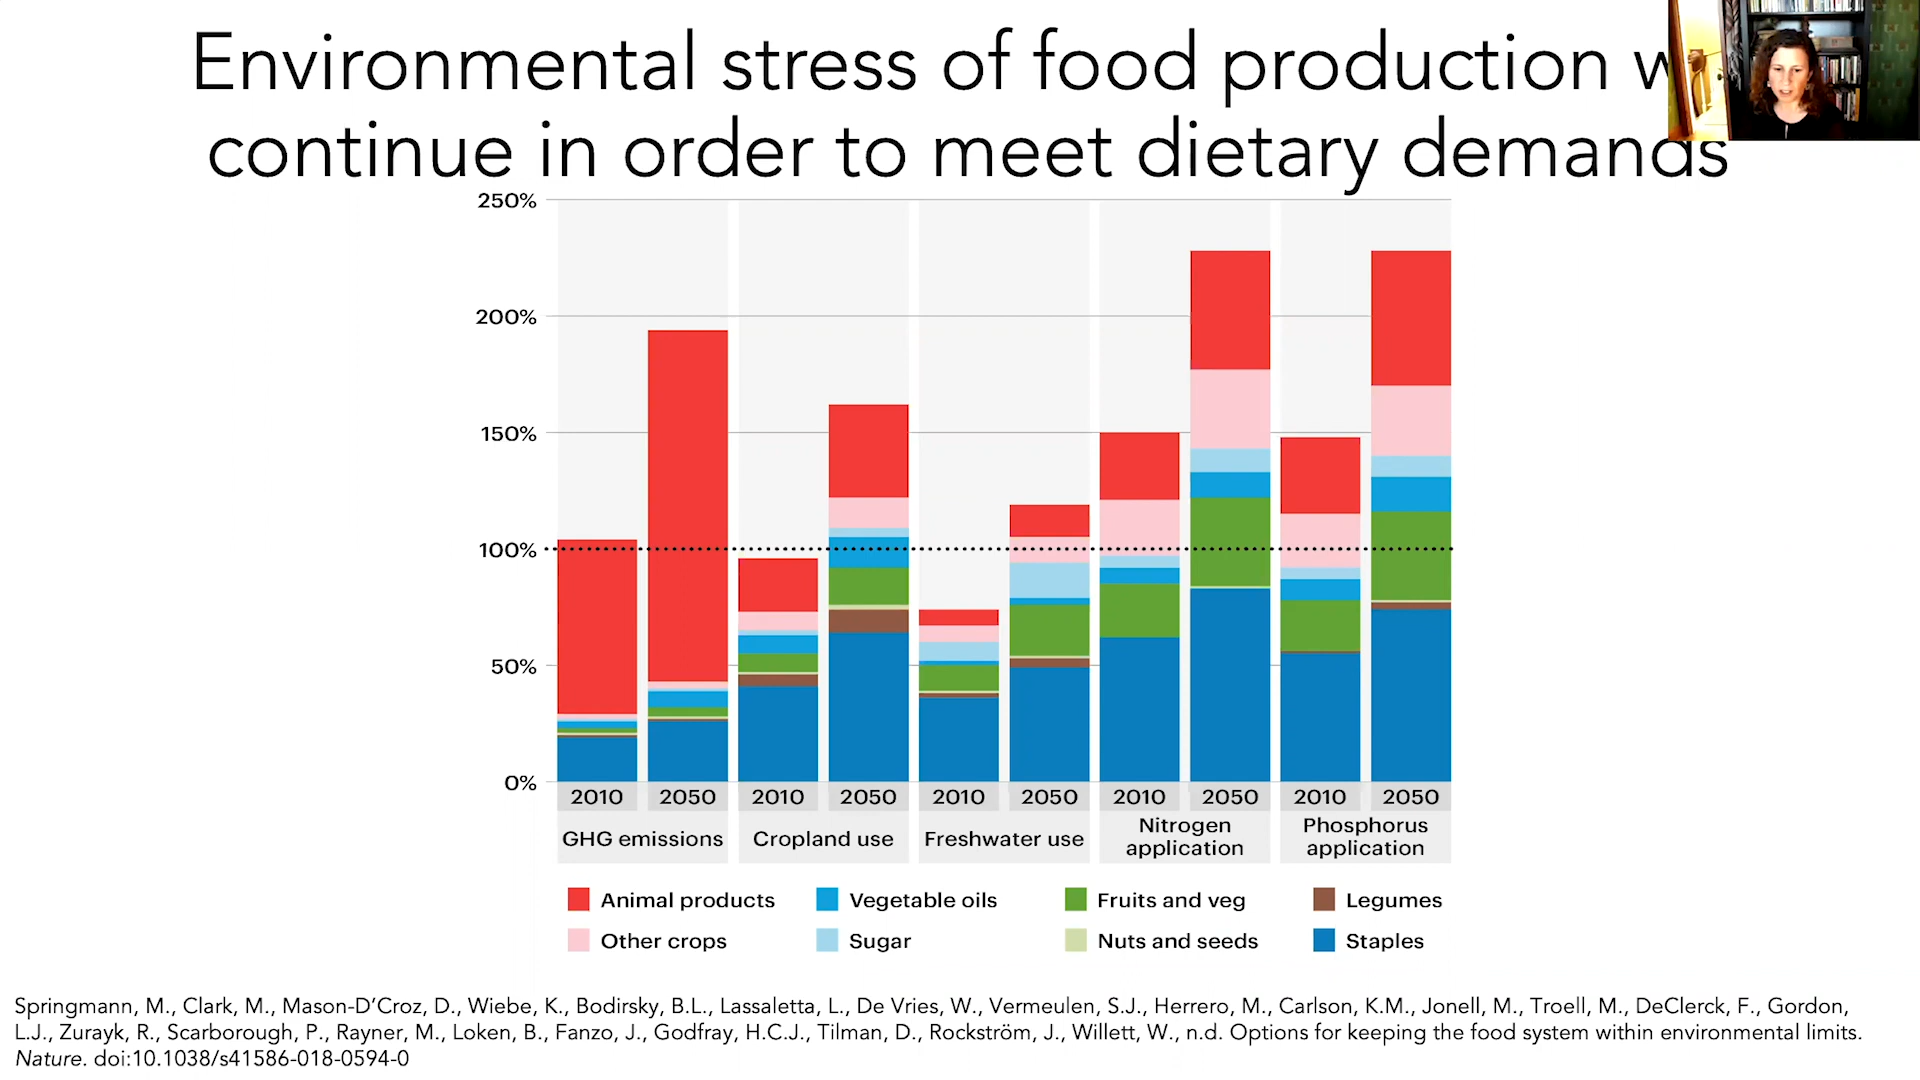 Environmental stress of food production
continue in order to meet dietary demands
250%
200%
150%
100%
50%
0%
2010 2050 2010 2050 2010 2050 2010 2050 2010 2050
GHG emissions Cropland use Freshwater use Nitrogen application Phosphorus application
Animal products Vegetable oils Fruits and veg Legumes
Other crops Sugar Nuts and seeds Staples
Springmann, M., Clark, M., Mason-D'Croz, D., Wiebe, K., Bodirsky, B.L., Lassaletta, L., De Vries, W., Vermeulen, S.J., Herrero, M., Carlson, K.M., Jonell, M., Troell, M., DeClerck, F., Gordon,
L.J., Zurayk, R., Scarborough, P., Rayner, M., Loken, B., Fanzo, J., Godfray, H.C.J., Tilman, D., Rockström, J., Willett, W., n.d. Options for keeping the food system within environmental limits.
Nature. doi:10.1038/s41586-018-0594-0